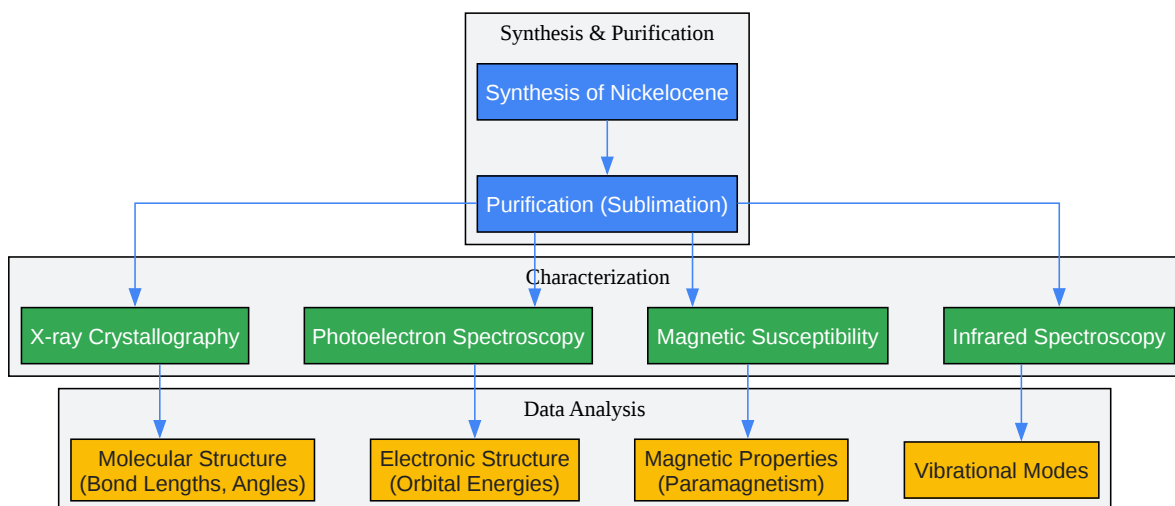 Synthesis & Purification
Synthesis of Nickelocene
Purification (Sublimation)
Characterization
X-ray Crystallography
Photoelectron Spectroscopy
Magnetic Susceptibility
Infrared Spectroscopy
Data Analysis
Molecular Structure
(Bond Lengths, Angles)
Electronic Structure
(Orbital Energies)
Magnetic Properties
(Paramagnetism)
Vibrational Modes